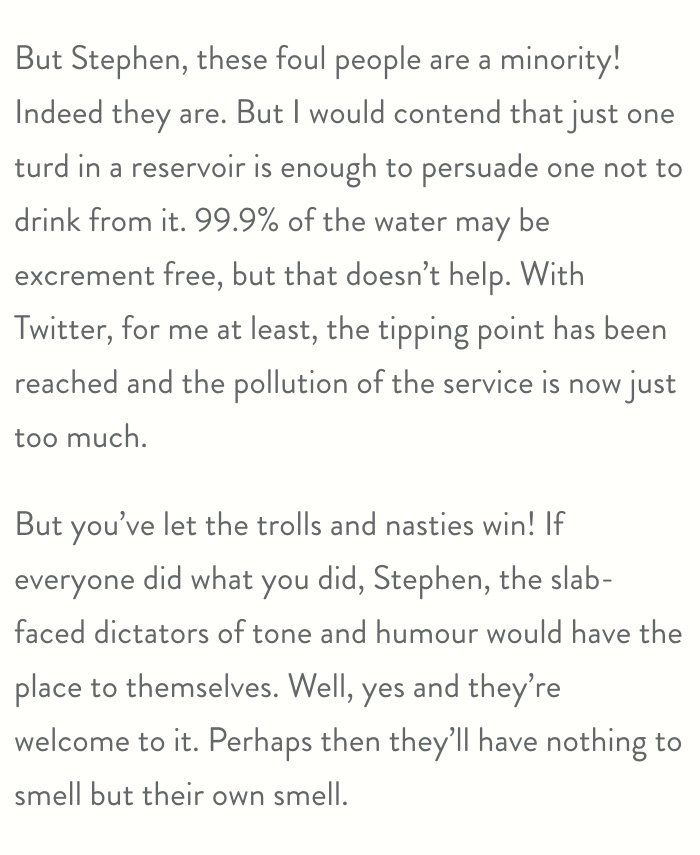 But Stephen, these foul people are a minority!
Indeed they are. But I would contend that just one
turd in a reservoir is enough to persuade one not to
drink from it. 99.9% of the water may be
excrement free, but that doesn’t help. With
Twitter, for me at least, the tipping point has been
reached and the pollution of the service is now just
too much.
But you’ve let the trolls and nasties win! If
everyone did what you did, Stephen, the slab-
faced dictators of tone and humour would have the
place to themselves. Well, yes and they’re
welcome to it. Perhaps then they’ll have nothing to
smell but their own smell.